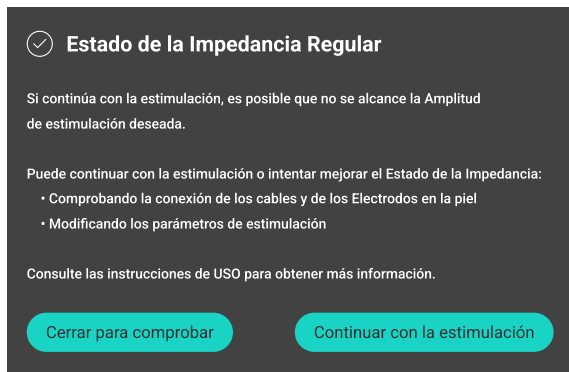 Estado de la Impedancia Regular
Si continúa con la estimulación, es posible que no se alcance la Amplitud
de estimulación deseada.
Puede continuar con la estimulación o intentar mejorar el Estado de la Impedancia:
• Comprobando la conexión de los cables y de los Electrodos en la piel
• Modificando los parámetros de estimulación
Consulte las instrucciones de USO para obtener más información.
Cerrar para comprobar
Continuar con la estimulación